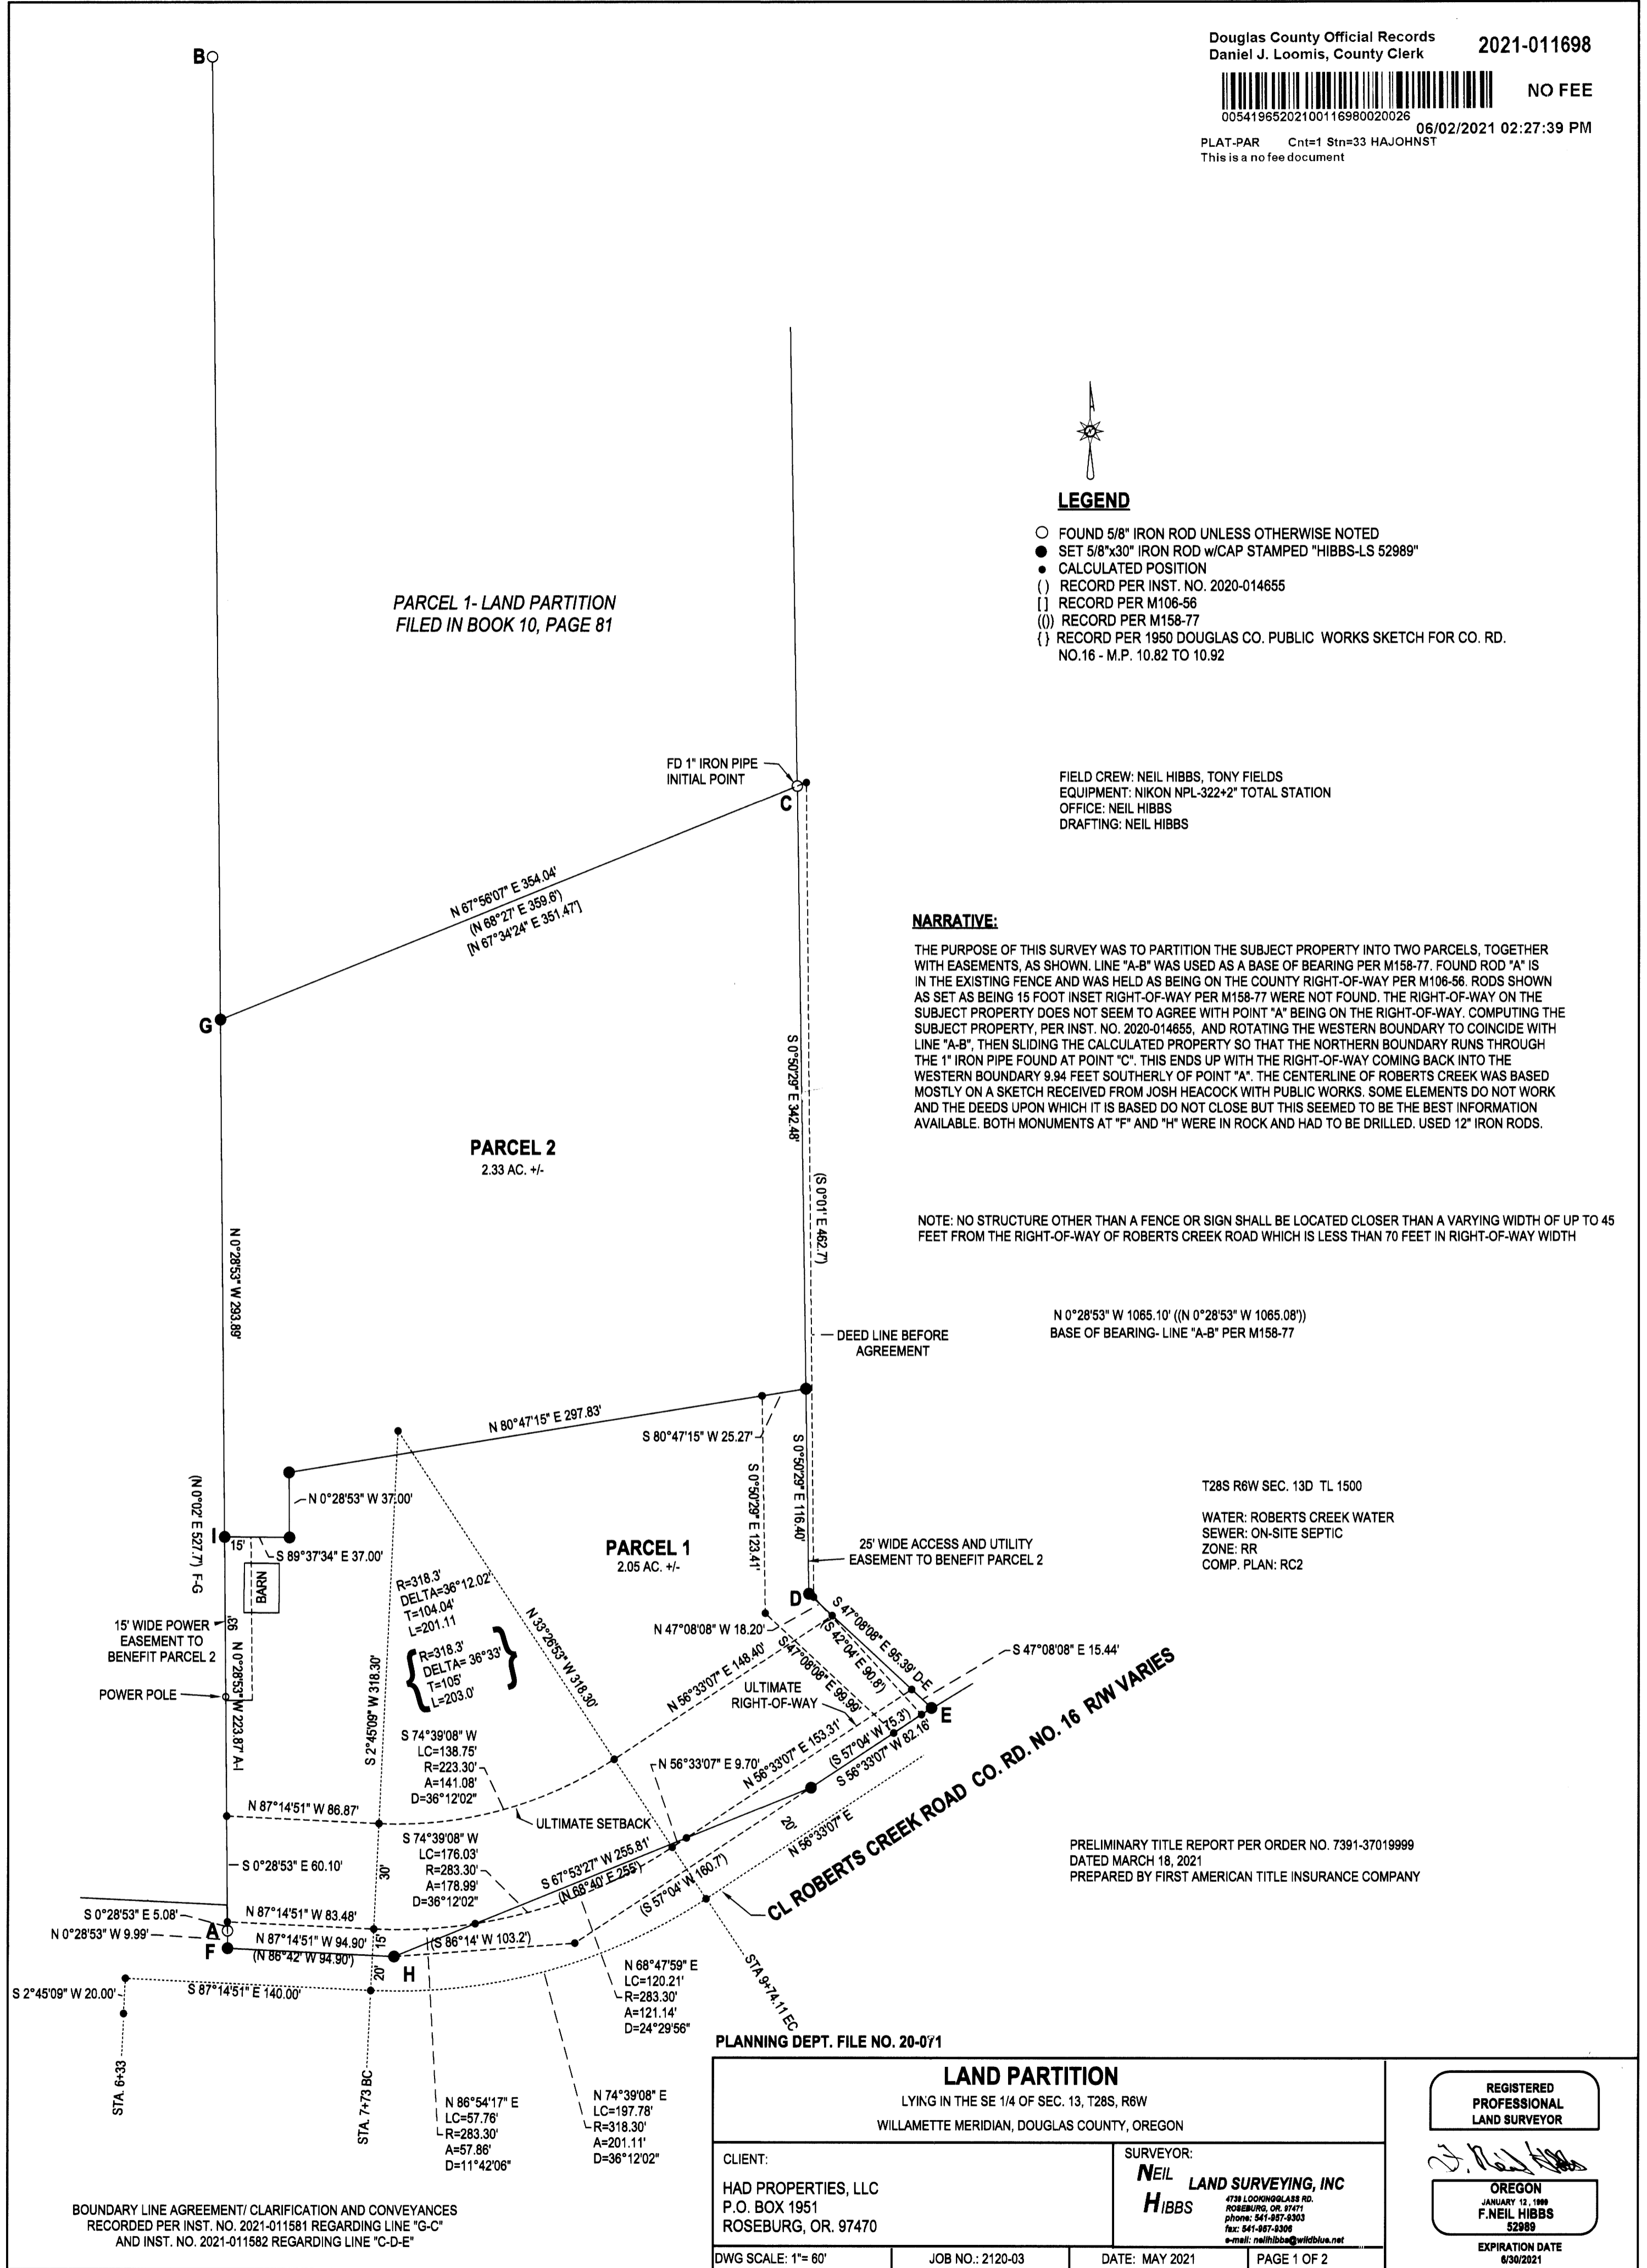 Douglas County Official Records
Daniel J. Loomis, County Clerk
2021-011698
NO FEE
00541965202100116980020026
06/02/2021 02:27:39 PM
PLAT-PAR Cnt=1 Stn=33 HAJOHNST
This is a no fee document
B
LEGEND
FOUND 5/8" IRON ROD UNLESS OTHERWISE NOTED
SET 5/8"x30" IRON ROD w/CAP STAMPED "HIBBS-LS 52989"
CALCULATED POSITION
( ) RECORD PER INST. NO. 2020-014655
[ ] RECORD PER M106-56
(()) RECORD PER M158-77
{ } RECORD PER 1950 DOUGLAS CO. PUBLIC WORKS SKETCH FOR CO. RD.
NO.16 - M.P. 10.82 TO 10.92
PARCEL 1- LAND PARTITION
FILED IN BOOK 10, PAGE 81
FD 1" IRON PIPE
INITIAL POINT
C
FIELD CREW: NEIL HIBBS, TONY FIELDS
EQUIPMENT: NIKON NPL-322+2" TOTAL STATION
OFFICE: NEIL HIBBS
DRAFTING: NEIL HIBBS
N 67°56'07" E 354.04'
(N 68°27' E 359.6')
[N 67°34'24" E 351.47']
G
NARRATIVE:
THE PURPOSE OF THIS SURVEY WAS TO PARTITION THE SUBJECT PROPERTY INTO TWO PARCELS, TOGETHER
WITH EASEMENTS, AS SHOWN. LINE "A-B" WAS USED AS A BASE OF BEARING PER M158-77. FOUND ROD "A" IS
IN THE EXISTING FENCE AND WAS HELD AS BEING ON THE COUNTY RIGHT-OF-WAY PER M106-56. RODS SHOWN
AS SET AS BEING 15 FOOT INSET RIGHT-OF-WAY PER M158-77 WERE NOT FOUND. THE RIGHT-OF-WAY ON THE
SUBJECT PROPERTY DOES NOT SEEM TO AGREE WITH POINT "A" BEING ON THE RIGHT-OF-WAY. COMPUTING THE
SUBJECT PROPERTY, PER INST. NO. 2020-014655, AND ROTATING THE WESTERN BOUNDARY TO COINCIDE WITH
LINE "A-B", THEN SLIDING THE CALCULATED PROPERTY SO THAT THE NORTHERN BOUNDARY RUNS THROUGH
THE 1" IRON PIPE FOUND AT POINT "C". THIS ENDS UP WITH THE RIGHT-OF-WAY COMING BACK INTO THE
WESTERN BOUNDARY 9.94 FEET SOUTHERLY OF POINT "A". THE CENTERLINE OF ROBERTS CREEK WAS BASED
MOSTLY ON A SKETCH RECEIVED FROM JOSH HEACOCK WITH PUBLIC WORKS. SOME ELEMENTS DO NOT WORK
AND THE DEEDS UPON WHICH IT IS BASED DO NOT CLOSE BUT THIS SEEMED TO BE THE BEST INFORMATION
AVAILABLE. BOTH MONUMENTS AT "F" AND "H" WERE IN ROCK AND HAD TO BE DRILLED. USED 12" IRON RODS.
S 0°50'29" E 342.48'
(S 0°01' E 462.7')
PARCEL 2
2.33 AC. +/-
N 0°28'53" W 293.89'
NOTE: NO STRUCTURE OTHER THAN A FENCE OR SIGN SHALL BE LOCATED CLOSER THAN A VARYING WIDTH OF UP TO 45
FEET FROM THE RIGHT-OF-WAY OF ROBERTS CREEK ROAD WHICH IS LESS THAN 70 FEET IN RIGHT-OF-WAY WIDTH
N 0°28'53" W 1065.10' ((N 0°28'53" W 1065.08'))
BASE OF BEARING- LINE "A-B" PER M158-77
DEED LINE BEFORE
AGREEMENT
N 80°47'15" E 297.83'
S 80°47'15" W 25.27'
(N 0°02' E 527.7') F-G
N 0°28'53" W 37.00'
I
15'
S 89°37'34" E 37.00'
BARN
S 0°50'29" E 123.41'
S 0°50'29" E 116.40'
PARCEL 1
2.05 AC. +/-
25' WIDE ACCESS AND UTILITY
EASEMENT TO BENEFIT PARCEL 2
T28S R6W SEC. 13D TL 1500
WATER: ROBERTS CREEK WATER
SEWER: ON-SITE SEPTIC
ZONE: RR
COMP. PLAN: RC2
R=318.3'
DELTA=36°12.02'
T=104.04'
L=201.11
R=318.3'
DELTA= 36°33'
T=105'
L=203.0'
D
15' WIDE POWER
EASEMENT TO
BENEFIT PARCEL 2
93'
POWER POLE
N 0°28'53" W 223.87' A-I
S 2°45'09" W 318.30'
N 33°26'53" W 318.30'
N 47°08'08" W 18.20'
S 47°08'08" E 95.39' D-E
(S 42°04' E 90.8')
S 47°08'08" E 99.99'
S 47°08'08" E 15.44'
N 56°33'07" E 148.40'
ULTIMATE
RIGHT-OF-WAY
E
S 74°39'08" W
LC=138.75'
R=223.30'
A=141.08'
D=36°12'02"
N 56°33'07" E 9.70'
N 56°33'07" E 153.31'
(S 57°04' W 75.3')
S 56°33'07" W 82.16'
N 87°14'51" W 86.87'
ULTIMATE SETBACK
20'
N 56°33'07" E
CL ROBERTS CREEK ROAD CO. RD. NO. 16 R/W VARIES
S 74°39'08" W
LC=176.03'
R=283.30'
A=178.99'
D=36°12'02"
S 0°28'53" E 60.10'
30'
S 67°53'27" W 255.81'
(N 68°40' E 255')
(S 57°04' W 160.7')
S 0°28'53" E 5.08'
N 87°14'51" W 83.48'
A
N 0°28'53" W 9.99'
F
N 87°14'51" W 94.90'
(N 86°42' W 94.90')
15'
(S 86°14' W 103.2')
H
20'
S 2°45'09" W 20.00'
S 87°14'51" E 140.00'
N 68°47'59" E
LC=120.21'
R=283.30'
A=121.14'
D=24°29'56"
STA 9+74.11 EC
PRELIMINARY TITLE REPORT PER ORDER NO. 7391-37019999
DATED MARCH 18, 2021
PREPARED BY FIRST AMERICAN TITLE INSURANCE COMPANY
STA. 6+33
STA. 7+73 BC
N 86°54'17" E
LC=57.76'
R=283.30'
A=57.86'
D=11°42'06"
N 74°39'08" E
LC=197.78'
R=318.30'
A=201.11'
D=36°12'02"
BOUNDARY LINE AGREEMENT/ CLARIFICATION AND CONVEYANCES
RECORDED PER INST. NO. 2021-011581 REGARDING LINE "G-C"
AND INST. NO. 2021-011582 REGARDING LINE "C-D-E"
PLANNING DEPT. FILE NO. 20-071
LAND PARTITION
LYING IN THE SE 1/4 OF SEC. 13, T28S, R6W
WILLAMETTE MERIDIAN, DOUGLAS COUNTY, OREGON
CLIENT:
HAD PROPERTIES, LLC
P.O. BOX 1951
ROSEBURG, OR. 97470
SURVEYOR:
NEIL HIBBS
LAND SURVEYING, INC
4739 LOOKINGGLASS RD.
ROSEBURG, OR. 97471
phone: 541-957-9303
fax: 541-957-9306
e-mail: neilhibbs@wildblue.net
DWG SCALE: 1"= 60'
JOB NO.: 2120-03
DATE: MAY 2021
PAGE 1 OF 2
REGISTERED
PROFESSIONAL
LAND SURVEYOR
F. Neil Hibbs
OREGON
JANUARY 12, 1999
F.NEIL HIBBS
52989
EXPIRATION DATE
6/30/2021